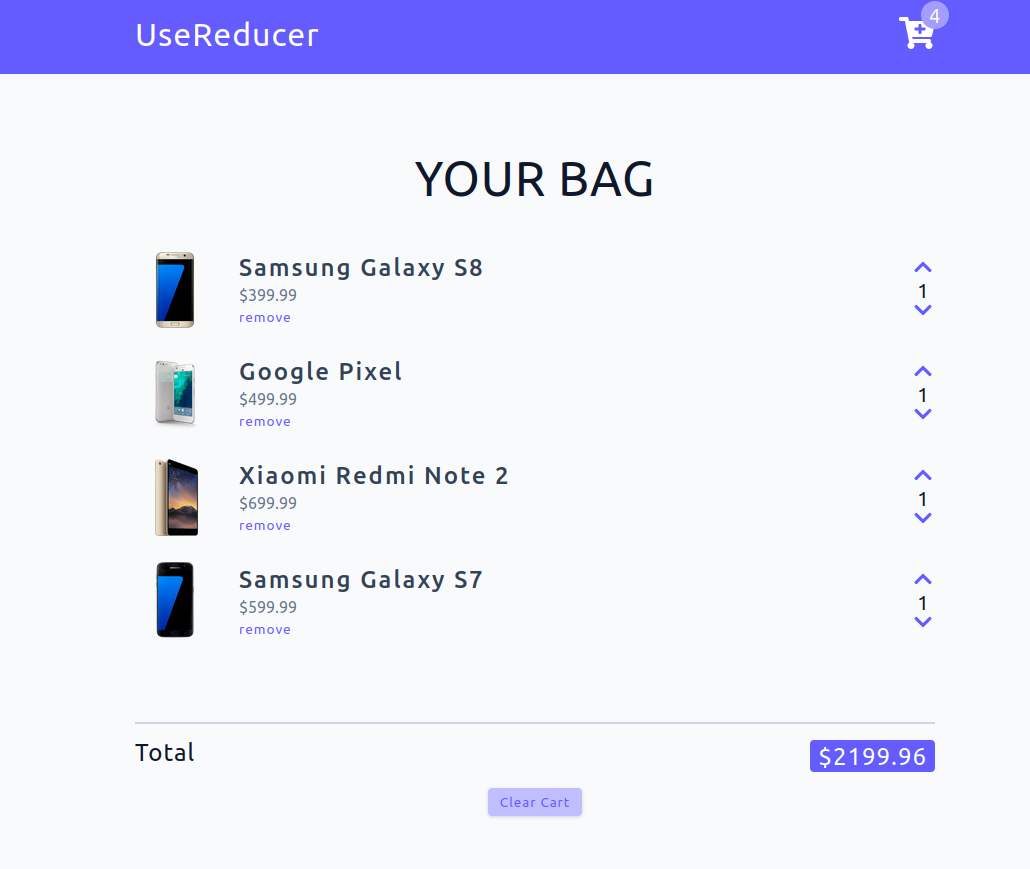 UseReducer
4
YOUR BAG
Samsung Galaxy S8
$399.99
remove
1
Google Pixel
$499.99
remove
1
Xiaomi Redmi Note 2
$699.99
remove
1
Samsung Galaxy S7
$599.99
remove
1
Total
$2199.96
Clear Cart